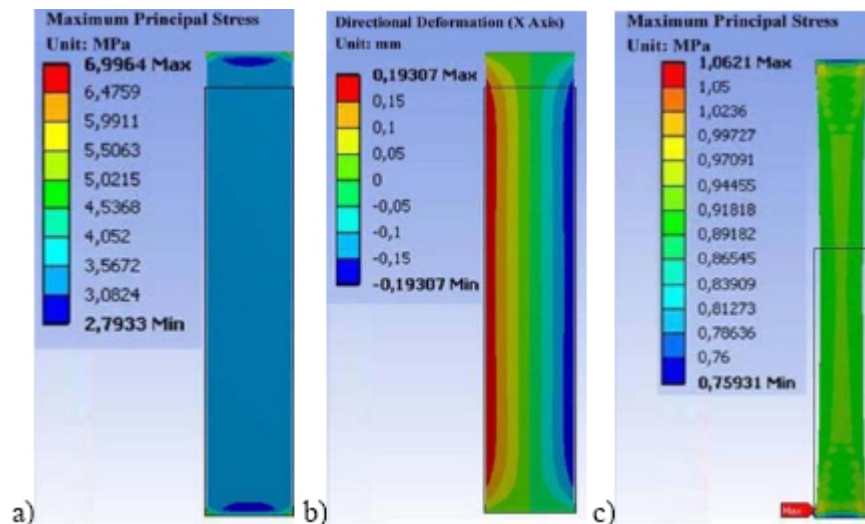 Maximum Principal Stress
Unit: MPa
6,9964 Max
6,4759
5,9911
5,5063
5,0215
4,5368
4,052
3,5672
3,0824
2,7933 Min
a)
Directional Deformation (X Axis)
Unit: mm
0,19307 Max
0,15
0,1
0,05
0
-0,05
-0,1
-0,15
-0,19307 Min
b)
Maximum Principal Stress
Unit: MPa
1,0621 Max
1,05
1,0236
0,99727
0,97091
0,94455
0,91818
0,89182
0,86545
0,83909
0,81273
0,78636
0,76
0,75931 Min
Max
c)